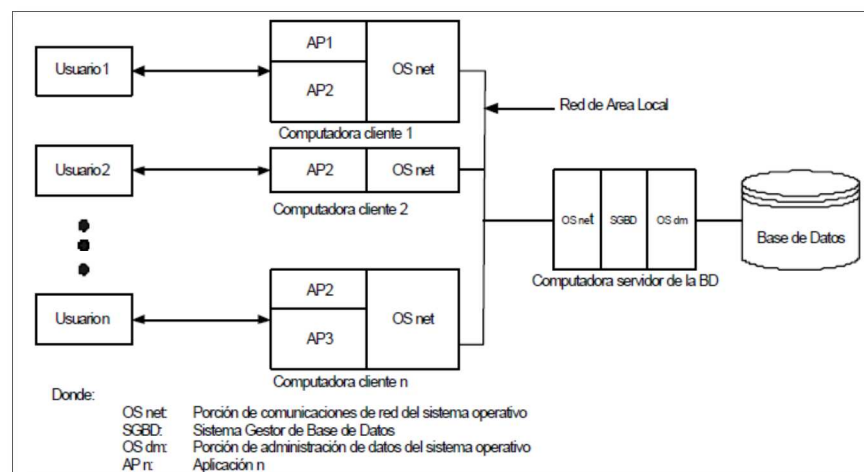 Usuario1
AP1
AP2
OS net
Computadora cliente 1
Red de Area Local
Usuario2
AP2
OS net
Computadora cliente 2
OS net
SGBD
OS dm
Base de Datos
Computadora servidor de la BD
Usuarion
AP2
AP3
OS net
Computadora cliente n
Donde:
OS net: Porción de comunicaciones de red del sistema operativo
SGBD: Sistema Gestor de Base de Datos
OS dm: Porción de administración de datos del sistema operativo
AP n: Aplicación n